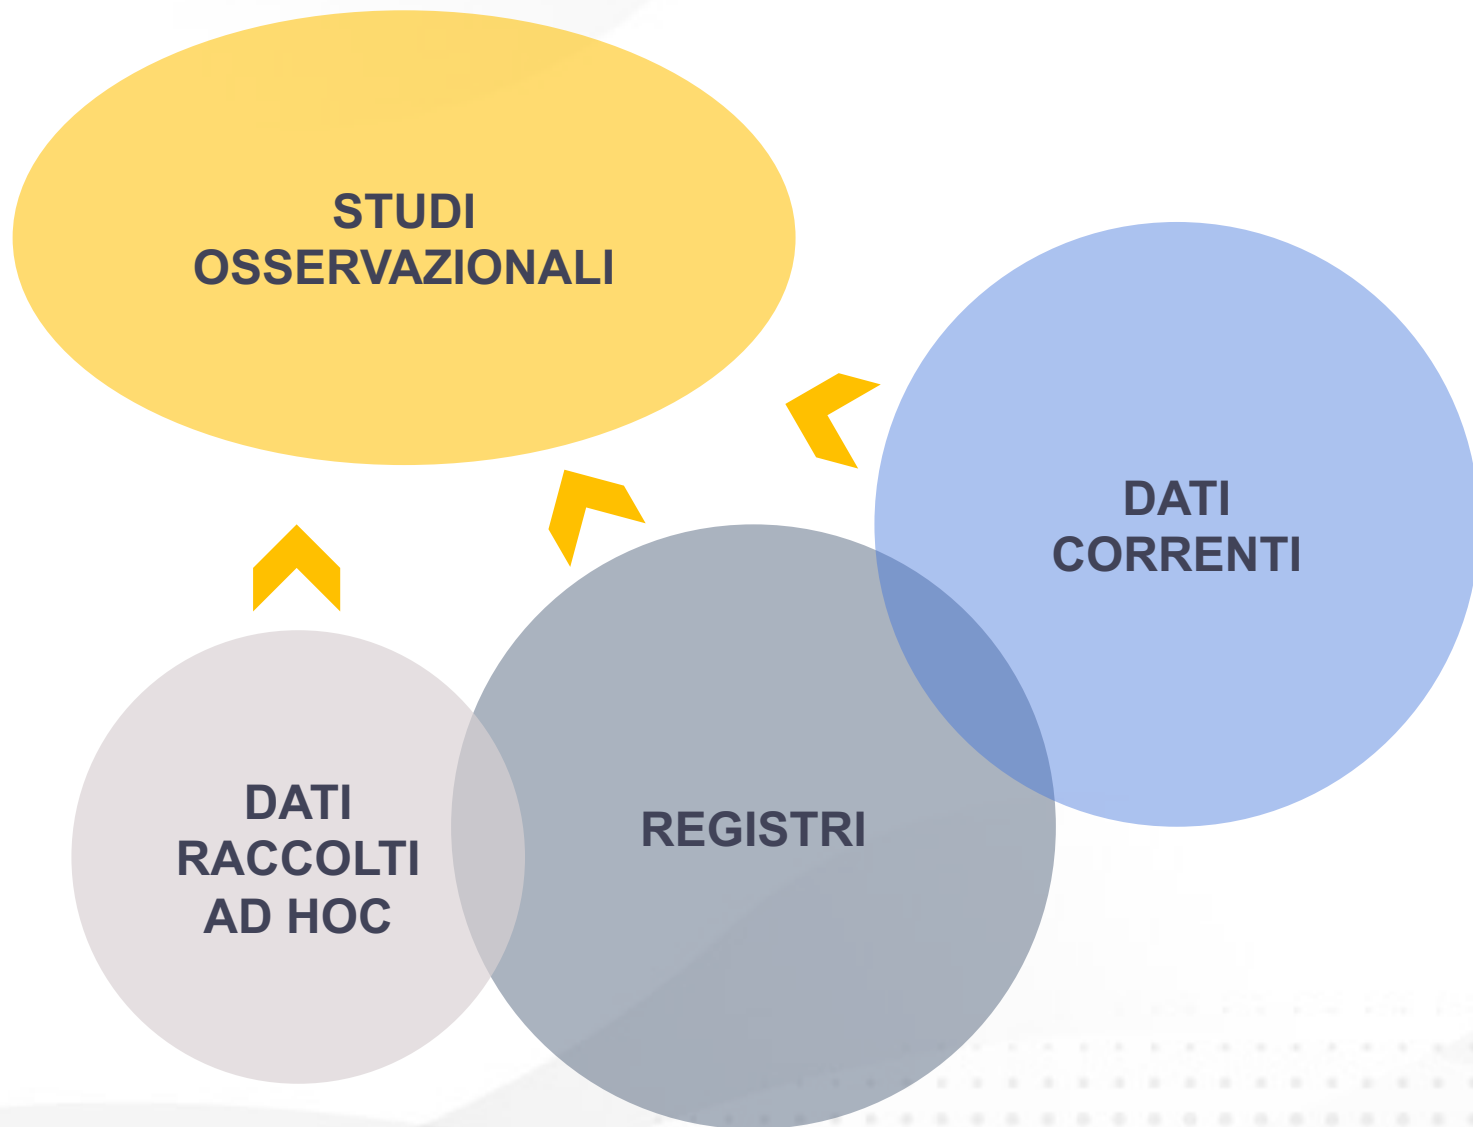 STUDI
OSSERVAZIONALI
DATI
CORRENTI
DATI
RACCOLTI
AD HOC
REGISTRI